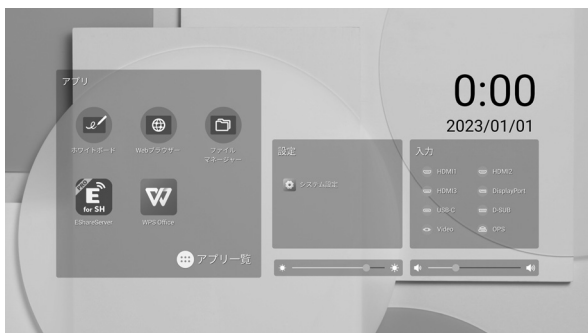 アプリ
ホワイトボード
Webブラウザー
ファイル
マネージャー
PRO
E
for SH
EShareServer
WPS Office
アプリ一覧
設定
システム設定
0:00
2023/01/01
入力
HDMI1
HDMI2
HDMI3
DisplayPort
USB-C
D-SUB
Video
OPS